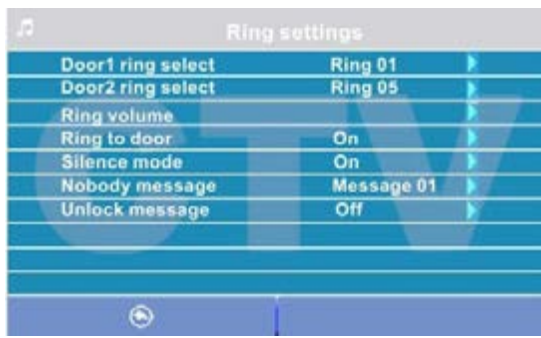 Ring settings
Door1 ring select Ring 01
Door2 ring select Ring 05
Ring volume
Ring to door On
Silence mode On
Nobody message Message 01
Unlock message Off
CTV